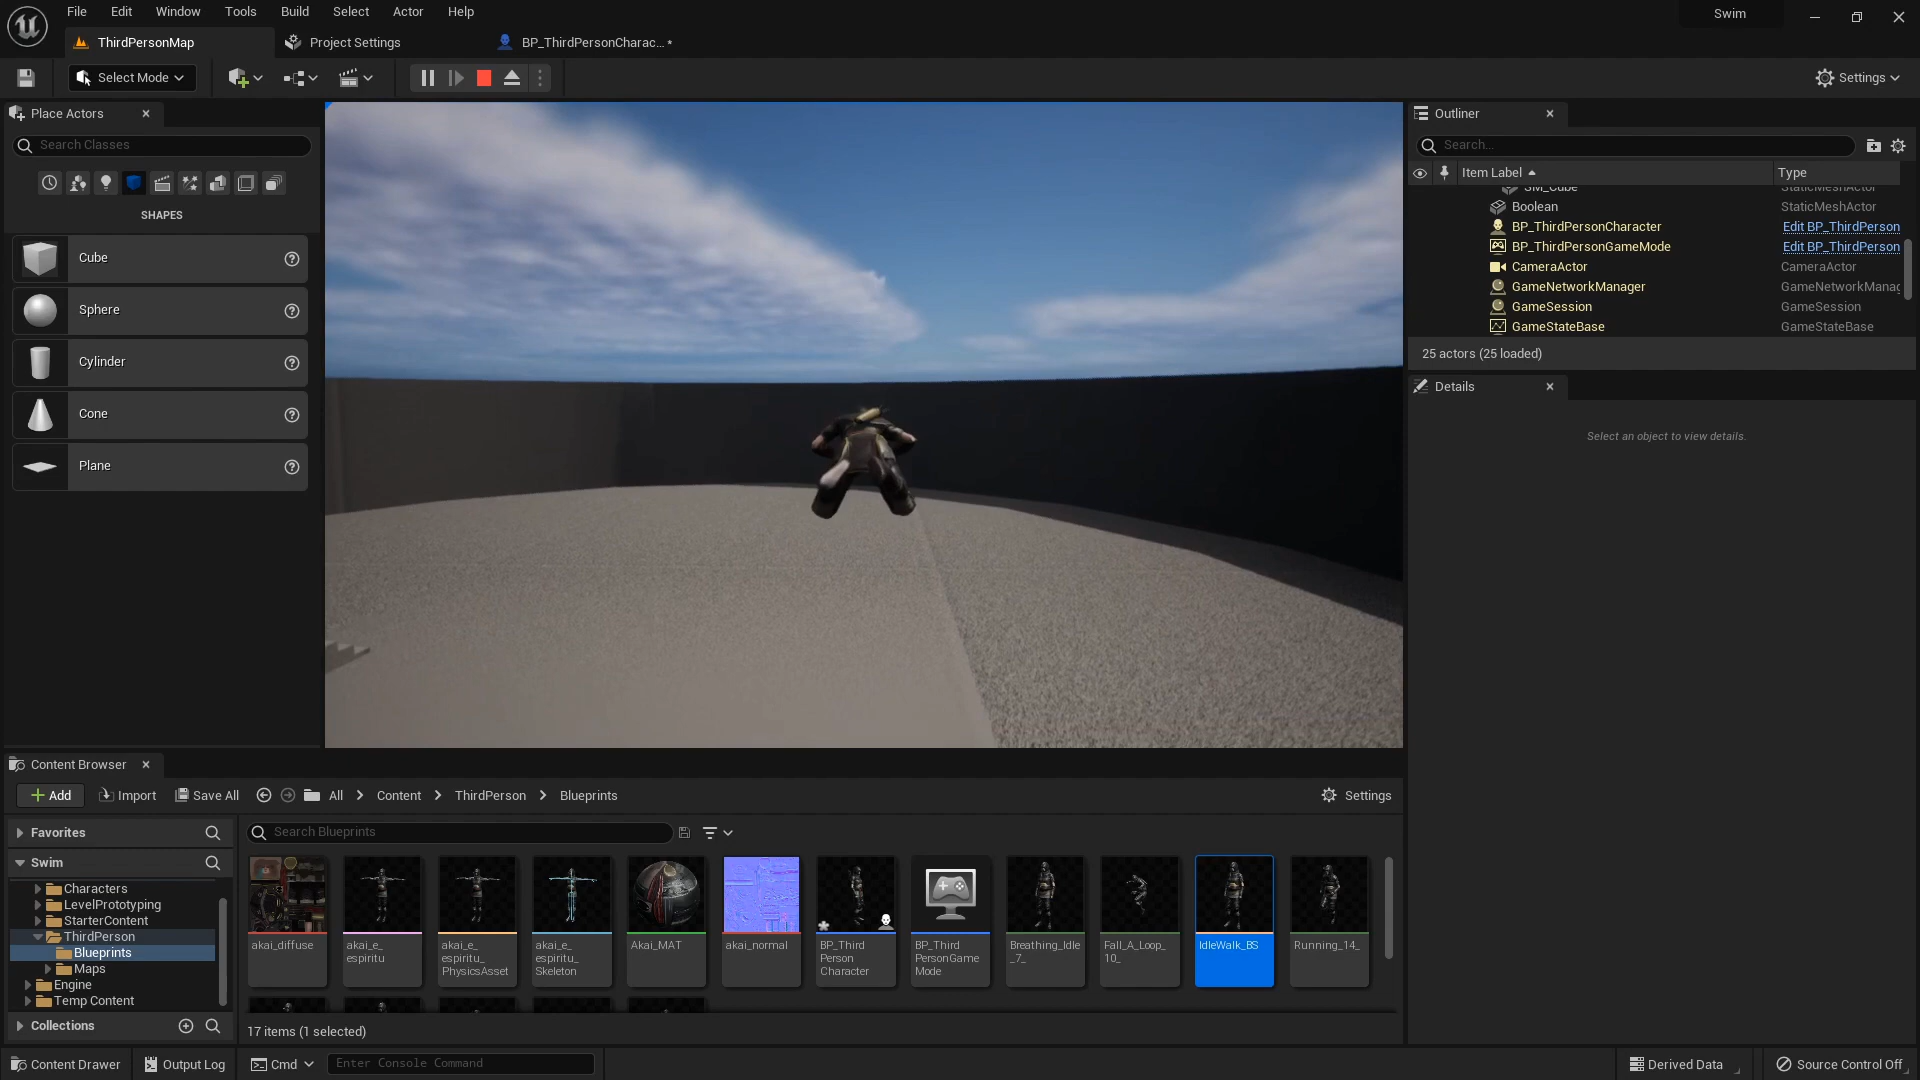 File Edit Window Tools Build Select Actor Help
Swim
ThirdPersonMap
Project Settings
BP_ThirdPersonCharac... *
Select Mode
Settings
Place Actors
Search Classes
SHAPES
Cube
Sphere
Cylinder
Cone
Plane
Outliner
Search...
Item Label Type
SM_Cube StaticMeshActor
Boolean StaticMeshActor
BP_ThirdPersonCharacter Edit BP_ThirdPerson
BP_ThirdPersonGameMode Edit BP_ThirdPerson
CameraActor CameraActor
GameNetworkManager GameNetworkManag
GameSession GameSession
GameStateBase GameStateBase
25 actors (25 loaded)
Details
Select an object to view details.
Content Browser
Add Import Save All All Content ThirdPerson Blueprints Settings
Favorites
Swim
Characters
LevelPrototyping
StarterContent
ThirdPerson
Blueprints
Maps
Engine
Temp Content
Collections
Search Blueprints
akai_diffuse
akai_e_
espiritu
akai_e_
espiritu_
PhysicsAsset
akai_e_
espiritu_
Skeleton
Akai_MAT
akai_normal
BP_Third
Person
Character
BP_Third
PersonGame
Mode
Breathing_Idle
_7_
Fall_A_Loop_
10_
IdleWalk_BS
Running_14_
17 items (1 selected)
Content Drawer
Output Log
Cmd
Enter Console Command
Derived Data
Source Control Off